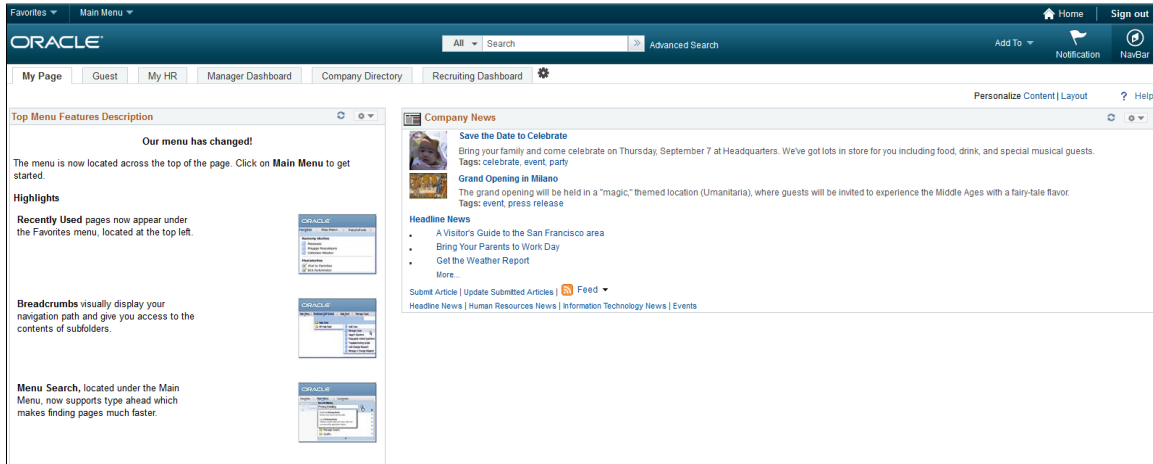 Favorites Main Menu Home Sign out
ORACLE All Search Advanced Search Add To Notification NavBar
My Page Guest My HR Manager Dashboard Company Directory Recruiting Dashboard
Personalize Content | Layout ? Help
Top Menu Features Description
Our menu has changed!
The menu is now located across the top of the page. Click on Main Menu to get
started.
Highlights
Recently Used pages now appear under
the Favorites menu, located at the top left.
ORACLE
Breadcrumbs visually display your
navigation path and give you access to the
contents of subfolders.
ORACLE
Menu Search, located under the Main
Menu, now supports type ahead which
makes finding pages much faster.
ORACLE
Company News
Save the Date to Celebrate
Bring your family and come celebrate on Thursday, September 7 at Headquarters. We've got lots in store for you including food, drink, and special musical guests.
Tags: celebrate, event, party
Grand Opening in Milano
The grand opening will be held in a "magic," themed location (Umanitaria), where guests will be invited to experience the Middle Ages with a fairy-tale flavor.
Tags: event, press release
Headline News
A Visitor's Guide to the San Francisco area
Bring Your Parents to Work Day
Get the Weather Report
More...
Submit Article | Update Submitted Articles | Feed
Headline News | Human Resources News | Information Technology News | Events